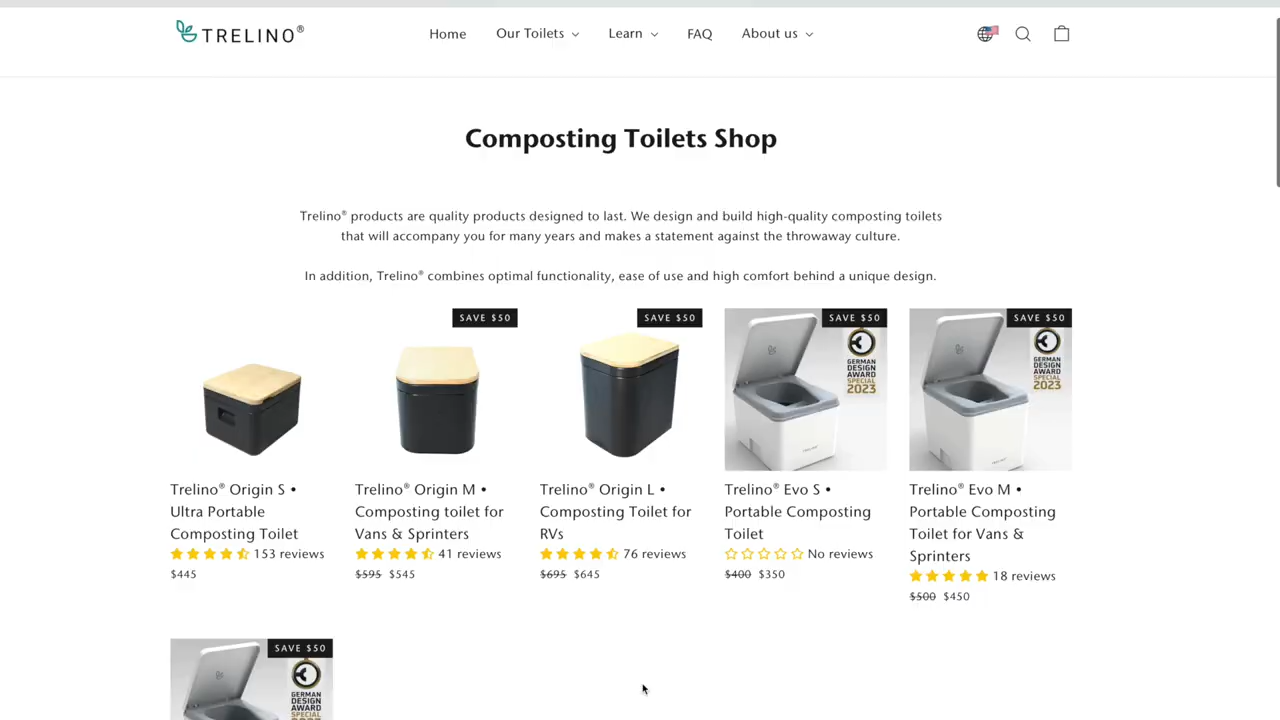 TRELINO®
Home
Our Toilets
Learn
FAQ
About us
Composting Toilets Shop
Trelino® products are quality products designed to last. We design and build high-quality composting toilets
that will accompany you for many years and makes a statement against the throwaway culture.
In addition, Trelino® combines optimal functionality, ease of use and high comfort behind a unique design.
Trelino® Origin S •
Ultra Portable
Composting Toilet
153 reviews
$445
SAVE $50
Trelino® Origin M •
Composting toilet for
Vans & Sprinters
41 reviews
$595 $545
SAVE $50
Trelino® Origin L •
Composting Toilet for
RVs
76 reviews
$695 $645
SAVE $50
GERMAN
DESIGN
AWARD
SPECIAL
2023
TRELINO
Trelino® Evo S •
Portable Composting
Toilet
No reviews
$400 $350
SAVE $50
GERMAN
DESIGN
AWARD
SPECIAL
2023
TRELINO
Trelino® Evo M •
Portable Composting
Toilet for Vans &
Sprinters
18 reviews
$500 $450
SAVE $50
GERMAN
DESIGN
AWARD
SPECIAL